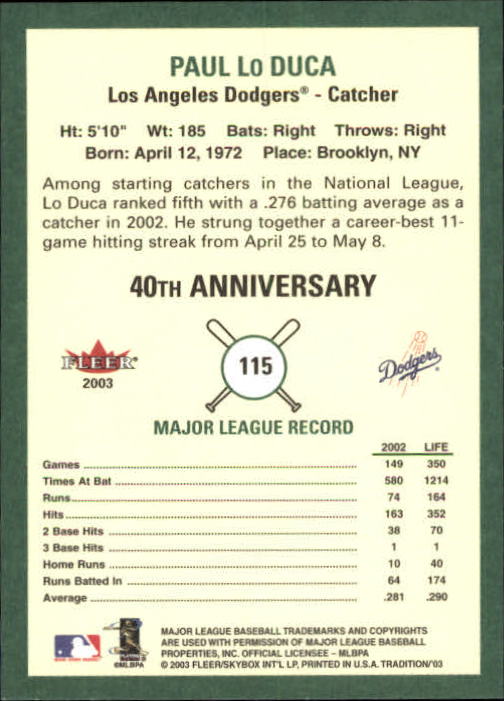 PAUL LO DUCA
Los Angeles Dodgers® - Catcher
Ht: 5'10" Wt: 185 Bats: Right Throws: Right
Born: April 12, 1972 Place: Brooklyn, NY
Among starting catchers in the National League,
Lo Duca ranked fifth with a .276 batting average as a
catcher in 2002. He strung together a career-best 11-
game hitting streak from April 25 to May 8.
40TH ANNIVERSARY
FLEER
2003
115
Dodgers
MAJOR LEAGUE RECORD
2002 LIFE
Games 149 350
Times At Bat 580 1214
Runs 74 164
Hits 163 352
2 Base Hits 38 70
3 Base Hits 1 1
Home Runs 10 40
Runs Batted In 64 174
Average .281 .290
©MLBPA
MAJOR LEAGUE BASEBALL TRADEMARKS AND COPYRIGHTS
ARE USED WITH PERMISSION OF MAJOR LEAGUE BASEBALL
PROPERTIES, INC. OFFICIAL LICENSEE – MLBPA
© 2003 FLEER/SKYBOX INT'L LP, PRINTED IN U.S.A. TRADITION/'03